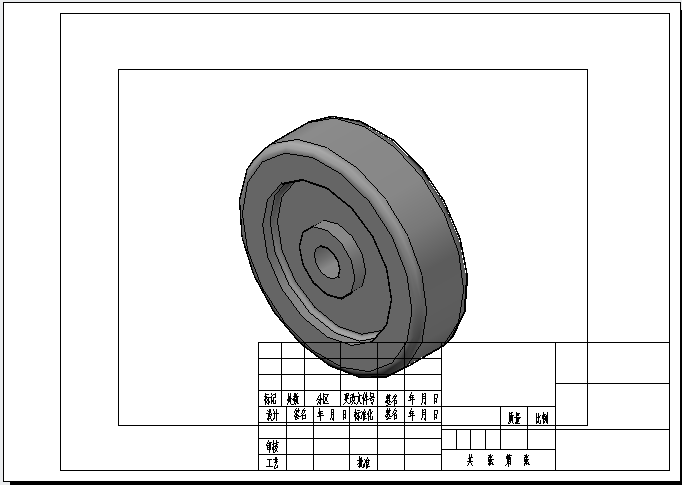 标记 处数 分区 更改文件号 签名 年 月 日
设计 签名 年 月 日 标准化 签名 年 月 日
质量 比例
审核
工艺 批准
共 张 第 张